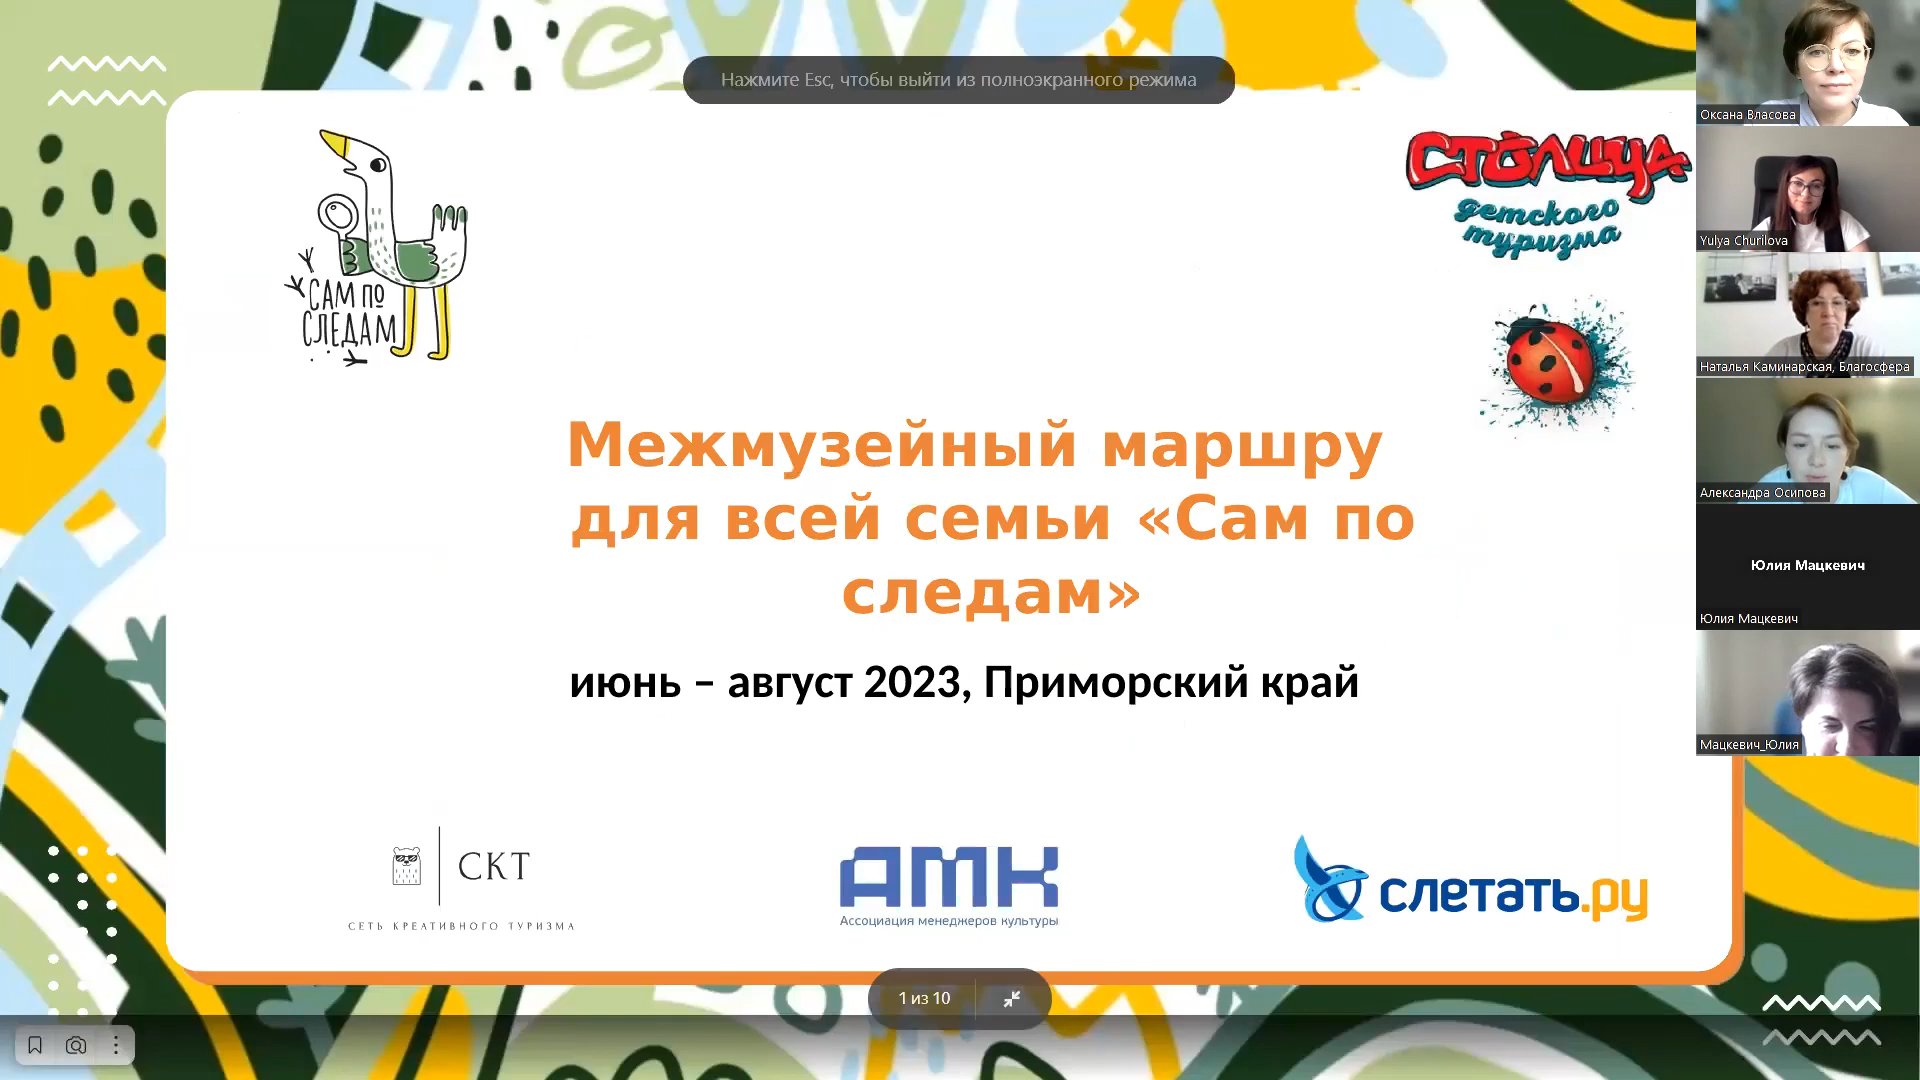 Нажмите Esc, чтобы выйти из полноэкранного режима
САМ ПО
СЛЕДАМ
СТОЛИЦА
детского
туризма
Межмузейный маршру
для всей семьи «Сам по
следам»
июнь – август 2023, Приморский край
СКТ
СЕТЬ КРЕАТИВНОГО ТУРИЗМА
АМК
Ассоциация менеджеров культуры
слетать.ру
1 из 10
Оксана Власова
Yulya Churilova
Наталья Каминарская, Благосфера
Александра Осипова
Юлия Мацкевич
Юлия Мацкевич
Мацкевич_Юлия